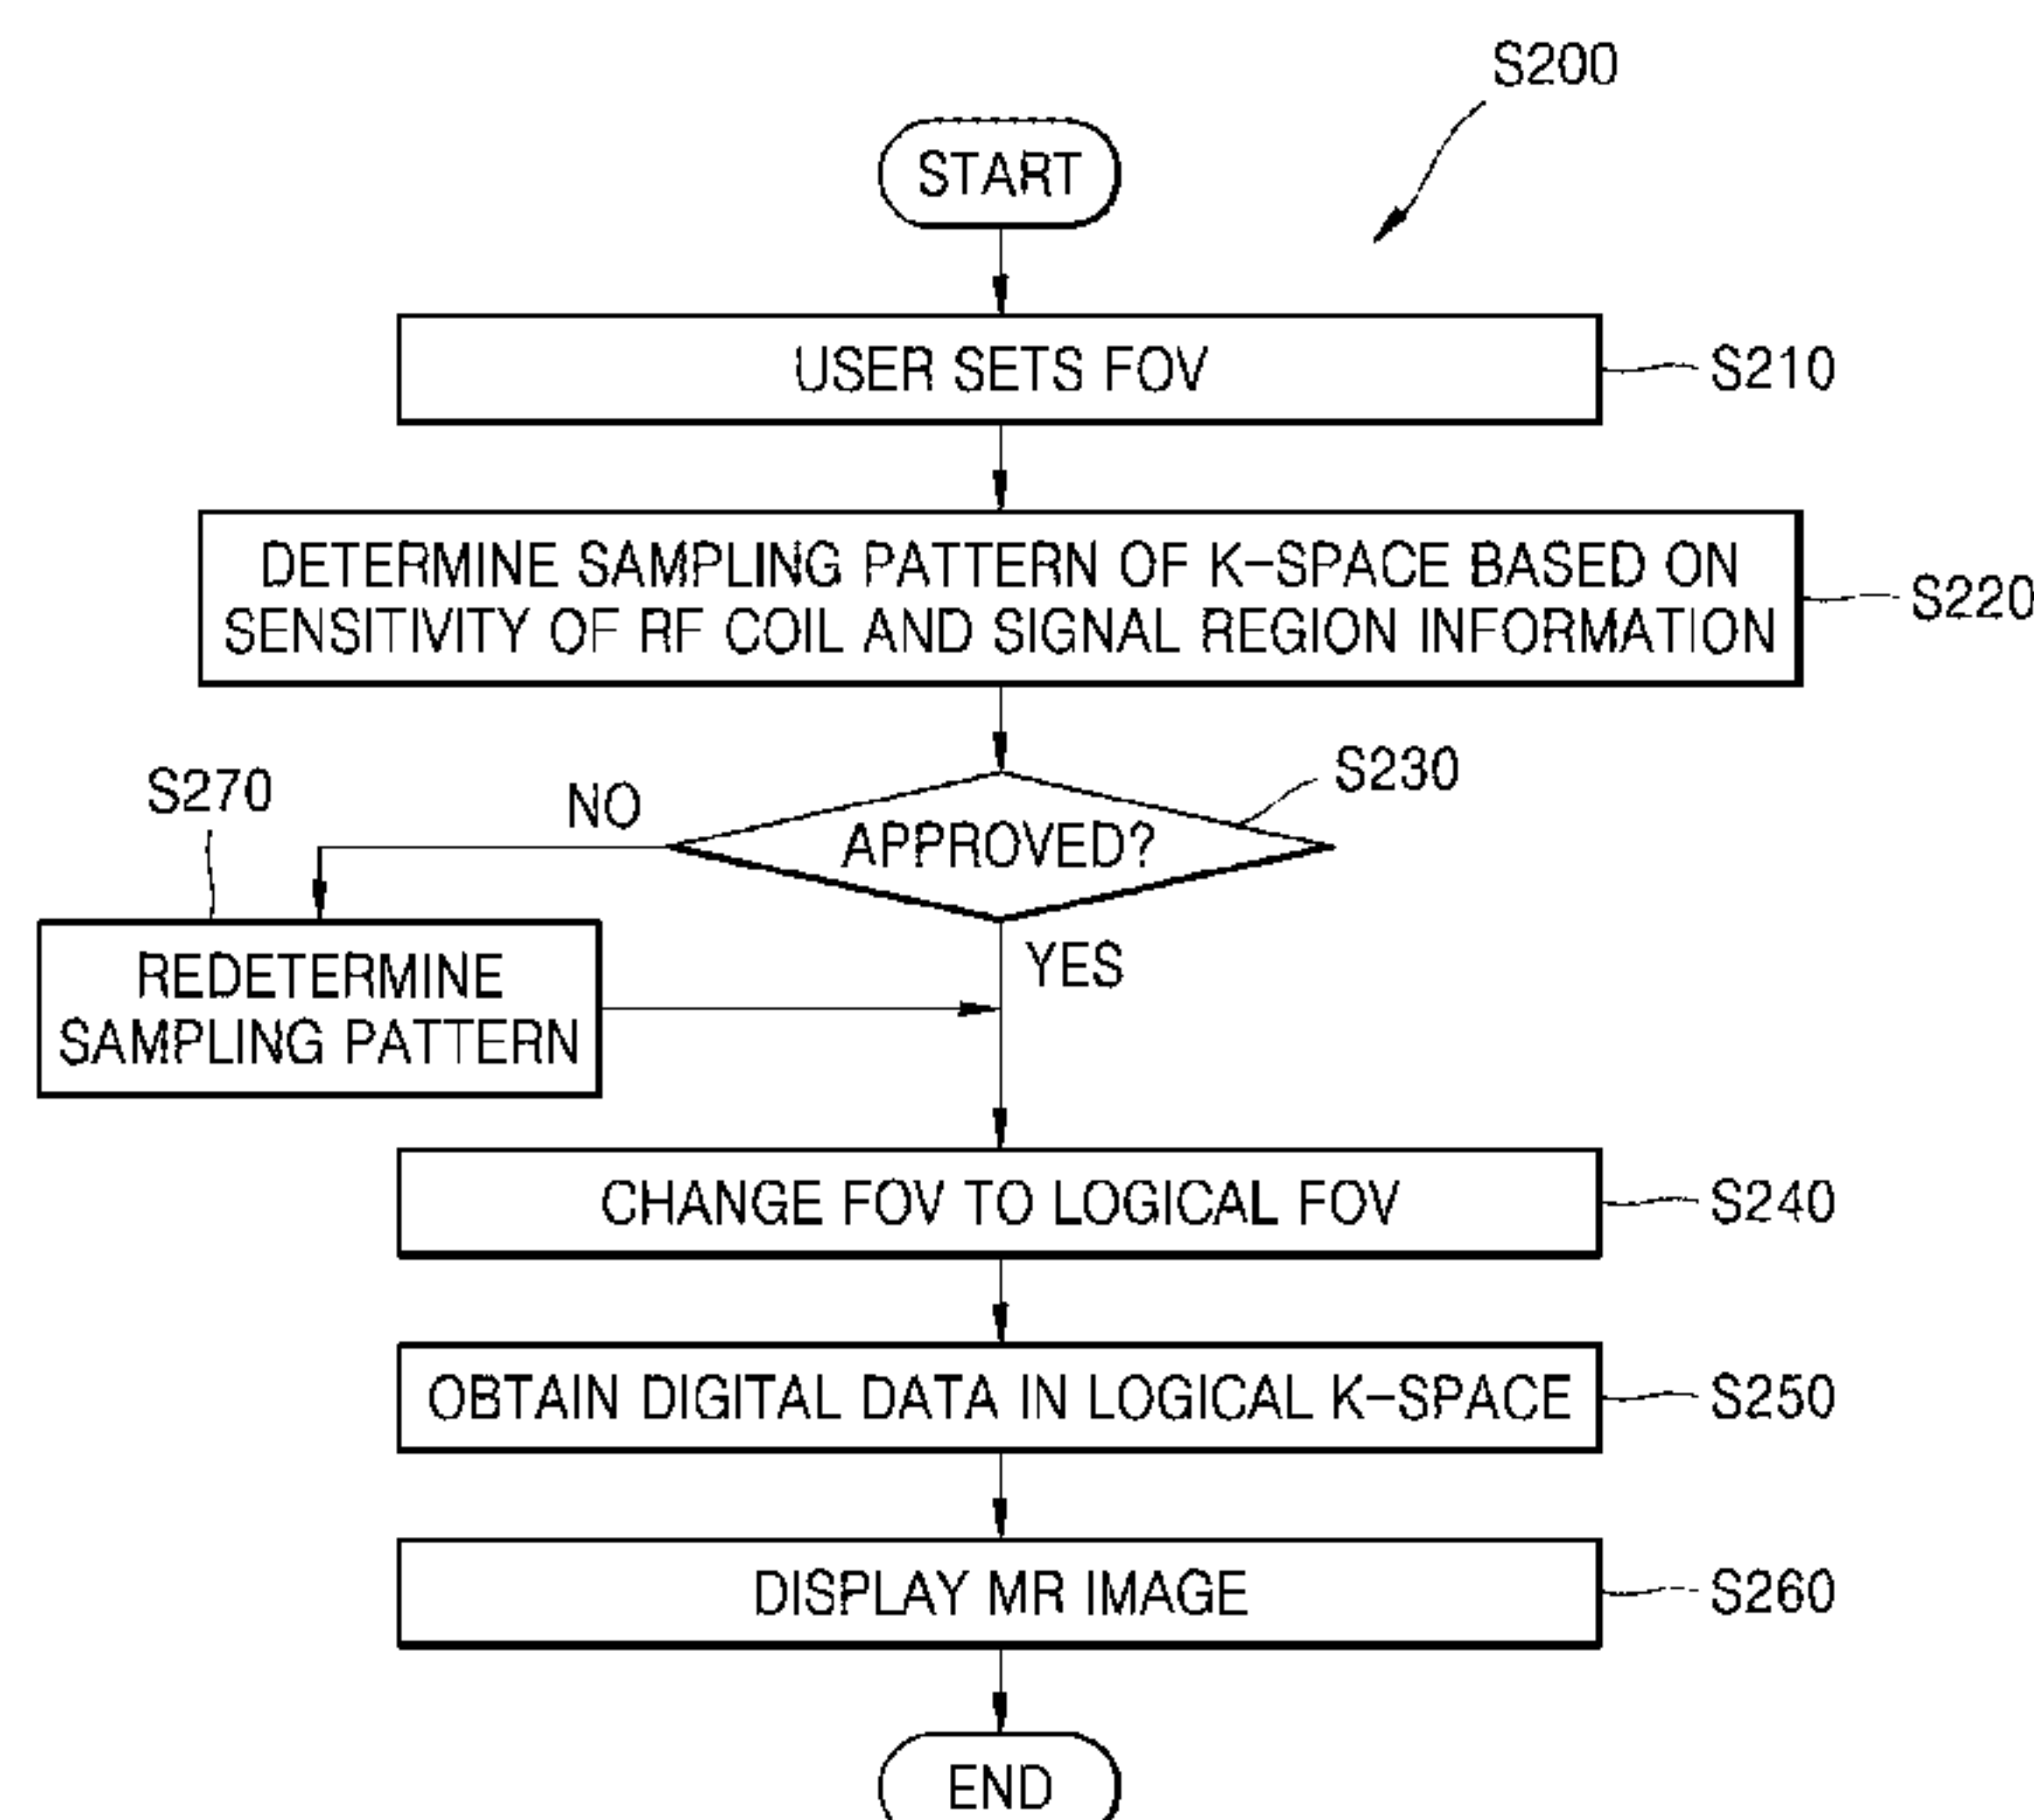 S200
START
USER SETS FOV
S210
DETERMINE SAMPLING PATTERN OF K-SPACE BASED ON
SENSITIVITY OF RF COIL AND SIGNAL REGION INFORMATION
S220
S230
S270
NO
APPROVED?
YES
REDETERMINE
SAMPLING PATTERN
CHANGE FOV TO LOGICAL FOV
S240
OBTAIN DIGITAL DATA IN LOGICAL K-SPACE
S250
DISPLAY MR IMAGE
S260
END